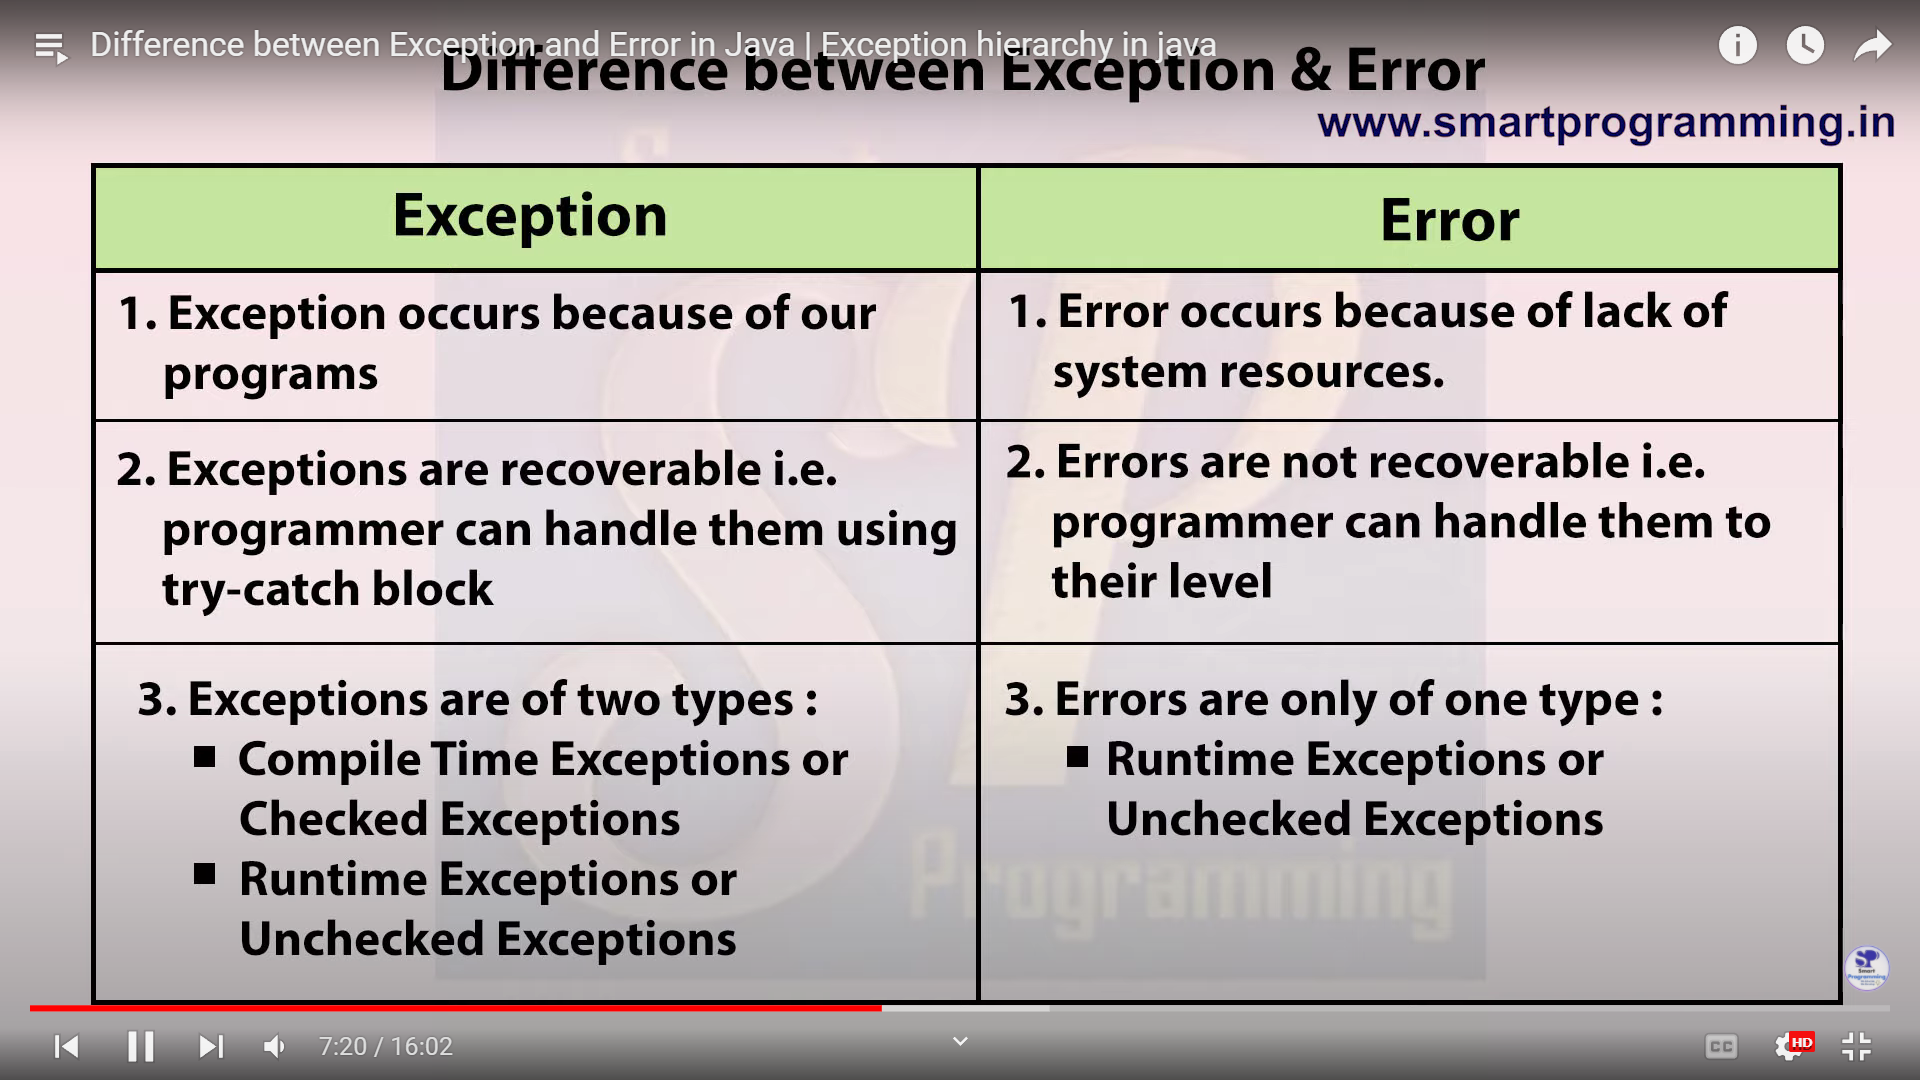 Difference between Exception and Error in Java | Exception hierarchy in java
Difference between Exception & Error
www.smartprogramming.in
Exception
Error
1. Exception occurs because of our
programs
1. Error occurs because of lack of
system resources.
2. Exceptions are recoverable i.e.
programmer can handle them using
try-catch block
2. Errors are not recoverable i.e.
programmer can handle them to
their level
3. Exceptions are of two types :
■ Compile Time Exceptions or
Checked Exceptions
■ Runtime Exceptions or
Unchecked Exceptions
3. Errors are only of one type :
■ Runtime Exceptions or
Unchecked Exceptions
Programming
SP
Smart
Programming
7:20 / 16:02
CC
HD